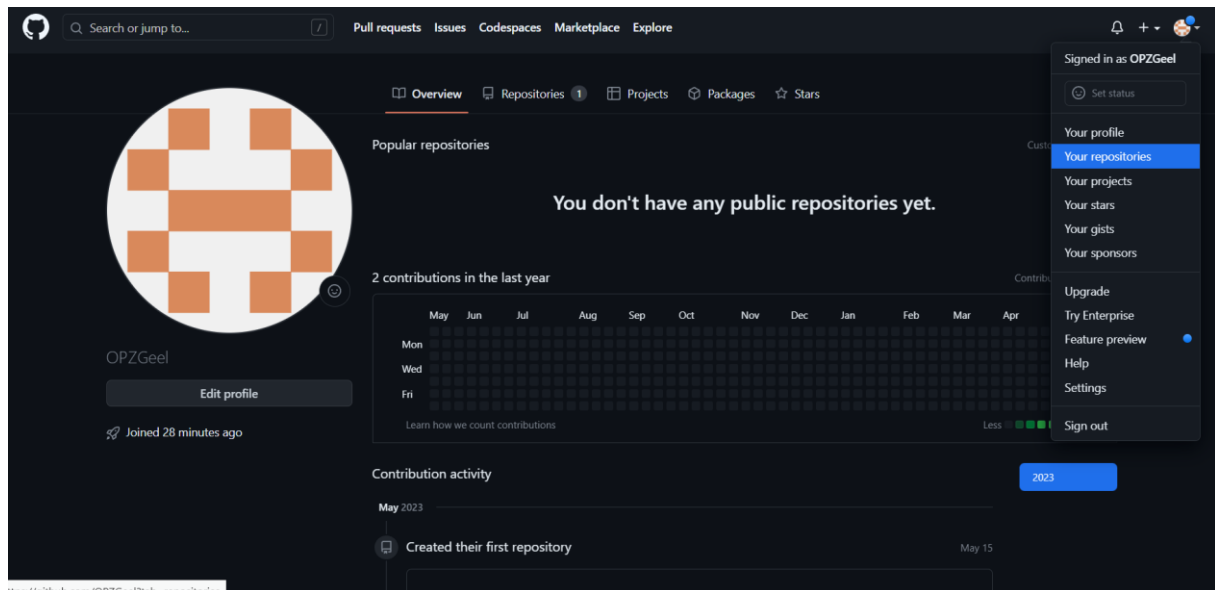 Search or jump to... /
Pull requests Issues Codespaces Marketplace Explore
Signed in as OPZGeel
Set status
Your profile
Your repositories
Your projects
Your stars
Your gists
Your sponsors
Upgrade
Try Enterprise
Feature preview
Help
Settings
Sign out
Overview Repositories 1 Projects Packages Stars
OPZGeel
Edit profile
Joined 28 minutes ago
Popular repositories
You don't have any public repositories yet.
2 contributions in the last year
May Jun Jul Aug Sep Oct Nov Dec Jan Feb Mar Apr
Mon
Wed
Fri
Learn how we count contributions Less
Contribution activity
2023
May 2023
Created their first repository May 15